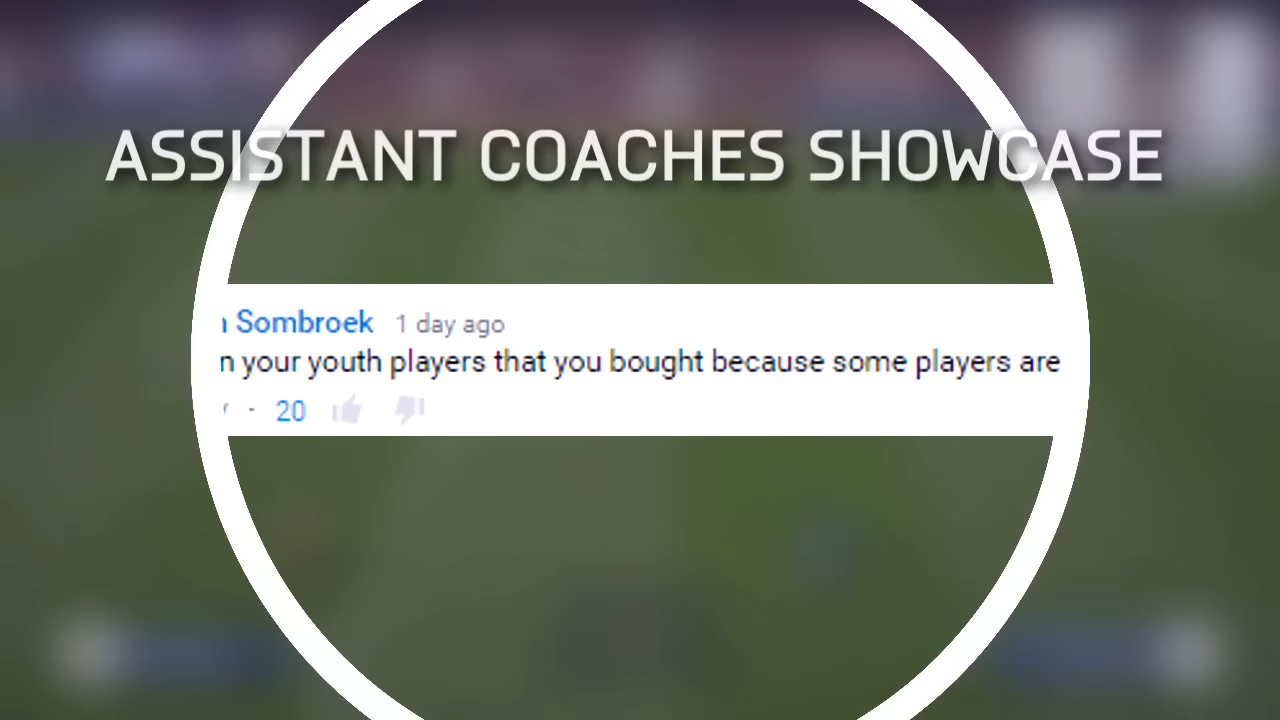 ASSISTANT COACHES SHOWCASE
Sombroek 1 day ago
your youth players that you bought because some players are
· 20